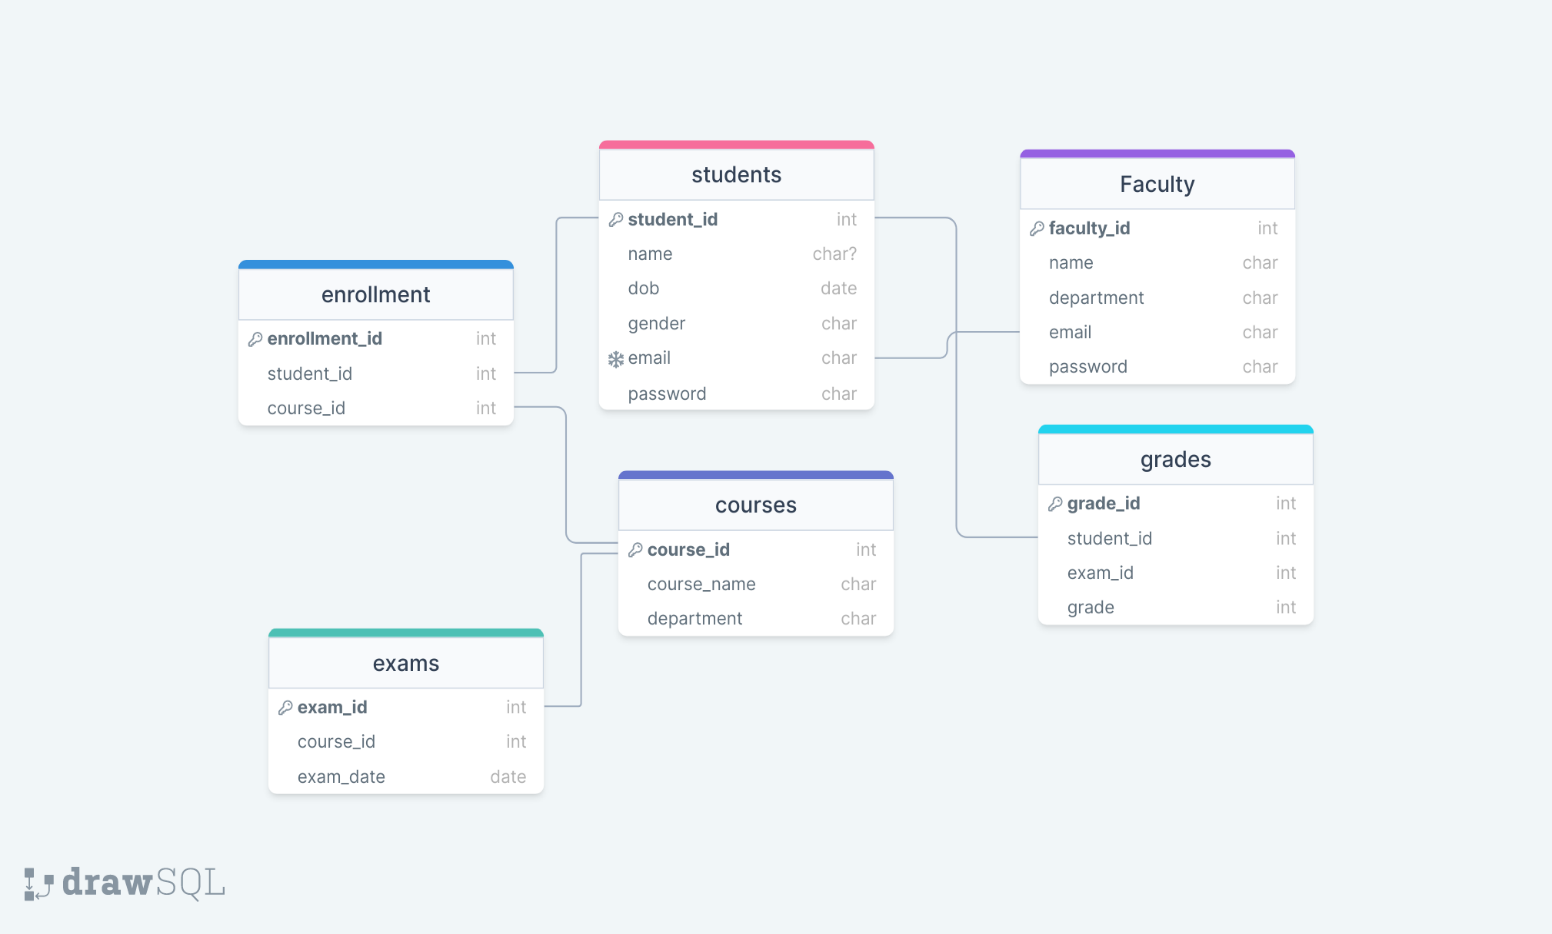 students
student_id int
name char?
dob date
gender char
email char
password char
Faculty
faculty_id int
name char
department char
email char
password char
enrollment
enrollment_id int
student_id int
course_id int
grades
grade_id int
student_id int
exam_id int
grade int
courses
course_id int
course_name char
department char
exams
exam_id int
course_id int
exam_date date
drawSQL